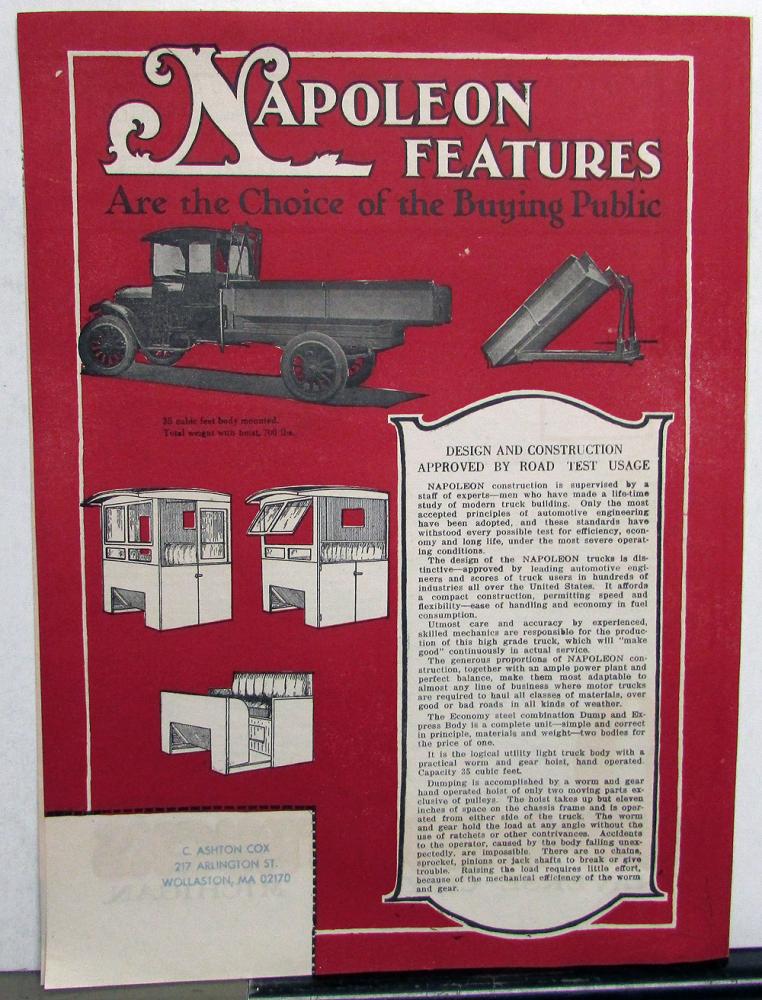 NAPOLEON
FEATURES
Are the Choice of the Buying Public
35 cubic feet body mounted.
Total weight with hoist, 700 lbs.
DESIGN AND CONSTRUCTION
APPROVED BY ROAD TEST USAGE
NAPOLEON construction is supervised by a
staff of experts—men who have made a life-time
study of modern truck building. Only the most
accepted principles of automotive engineering
have been adopted, and these standards have
withstood every possible test for efficiency, econ-
omy and long life, under the most severe operat-
ing conditions.
The design of the NAPOLEON trucks is dis-
tinctive—approved by leading automotive engi-
neers and scores of truck users in hundreds of
industries all over the United States. It affords
a compact construction, permitting speed and
flexibility—ease of handling and economy in fuel
consumption.
Utmost care and accuracy by experienced,
skilled mechanics are responsible for the produc-
tion of this high grade truck, which will "make
good" continuously in actual service.
The generous proportions of NAPOLEON con-
struction, together with an ample power plant and
perfect balance, make them most adaptable to
almost any line of business where motor trucks
are required to haul all classes of materials, over
good or bad roads in all kinds of weather.
The Economy steel combination Dump and Ex-
press Body is a complete unit—simple and correct
in principle, materials and weight—two bodies for
the price of one.
It is the logical utility light truck body with a
practical worm and gear hoist, hand operated.
Capacity 35 cubic feet.
Dumping is accomplished by a worm and gear
hand operated hoist of only two moving parts ex-
clusive of pulleys. The hoist takes up but eleven
inches of space on the chassis frame and is oper-
ated from either side of the truck. The worm
and gear hold the load at any angle without the
use of ratchets or other contrivances. Accidents
to the operator, caused by the body falling unex-
pectedly, are impossible. There are no chains,
sprocket, pinions or jack shafts to break or give
trouble. Raising the load requires little effort,
because of the mechanical efficiency of the worm
and gear.
C. ASHTON COX
217 ARLINGTON ST.
WOLLASTON, MA 02170